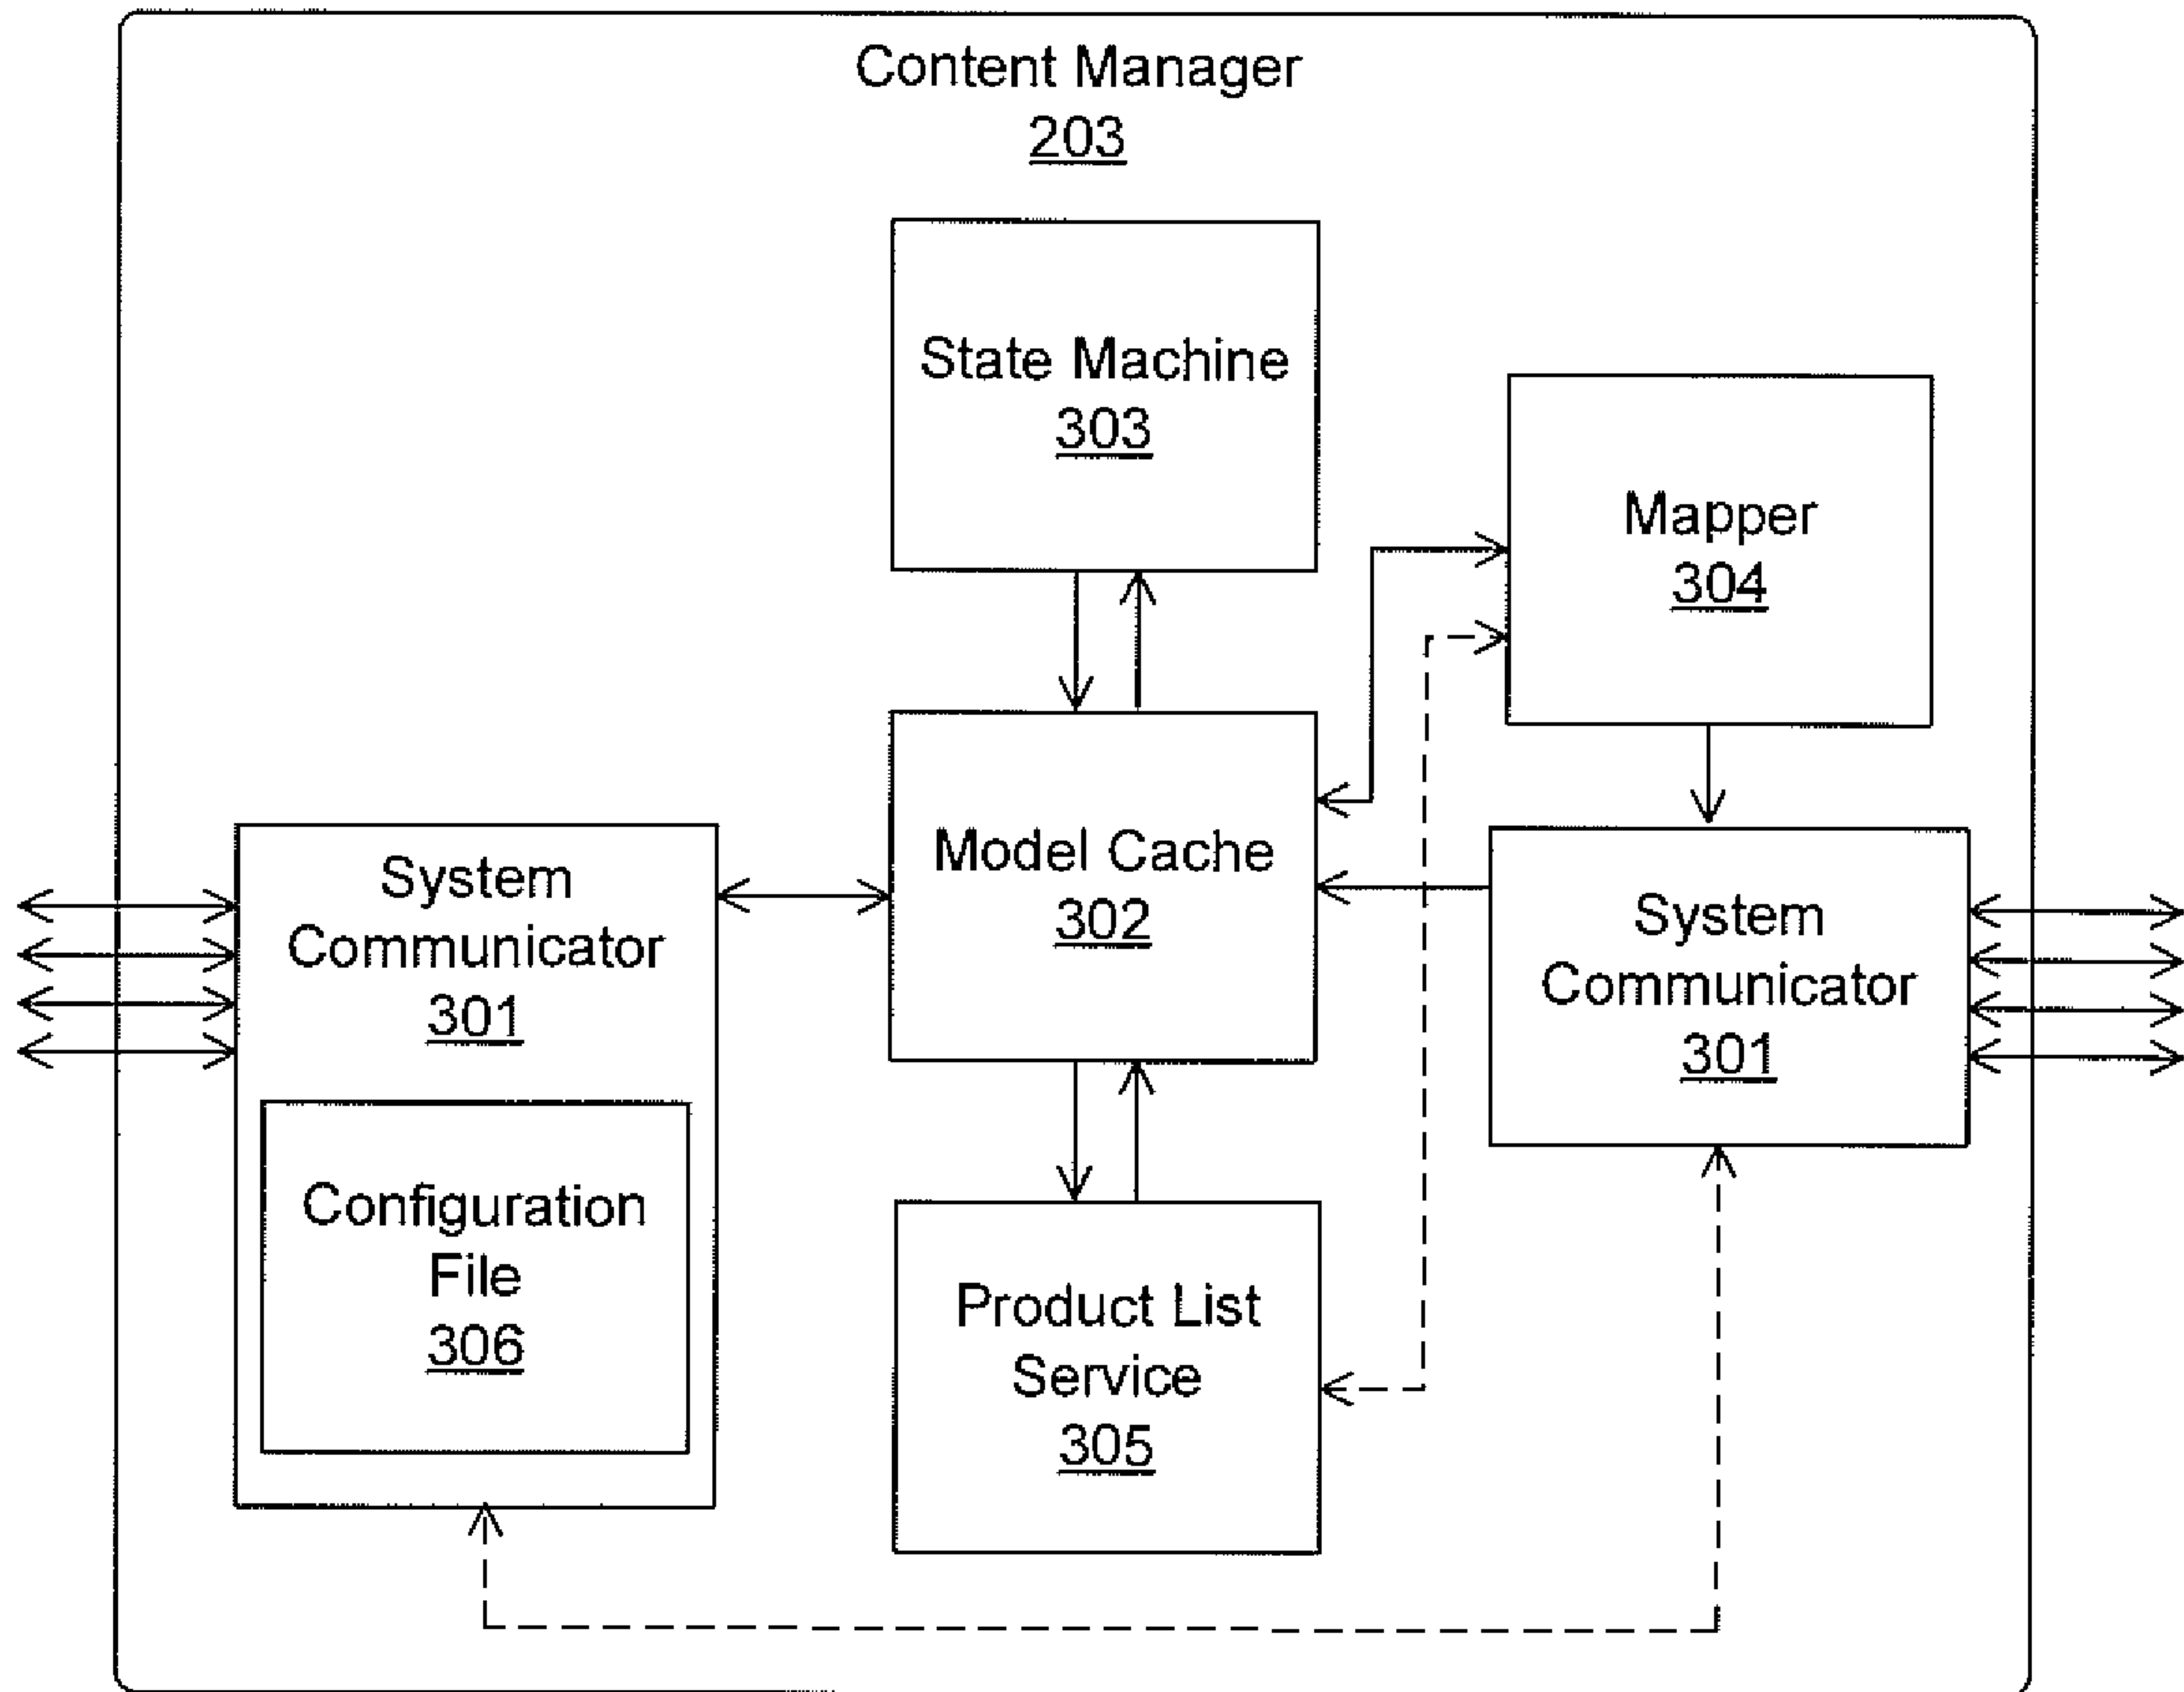 Content Manager
203
State Machine
303
Mapper
304
System
Communicator
301
Model Cache
302
System
Communicator
301
Configuration
File
306
Product List
Service
305